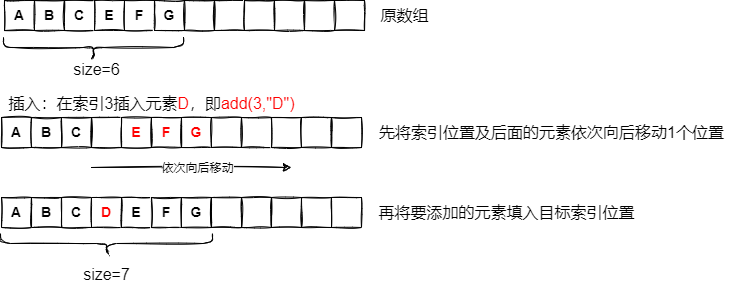 A B C E F G 原数组
size=6
插入：在索引3插入元素D，即add(3,"D")
A B C E F G 先将索引位置及后面的元素依次向后移动1个位置
依次向后移动
A B C D E F G 再将要添加的元素填入目标索引位置
size=7